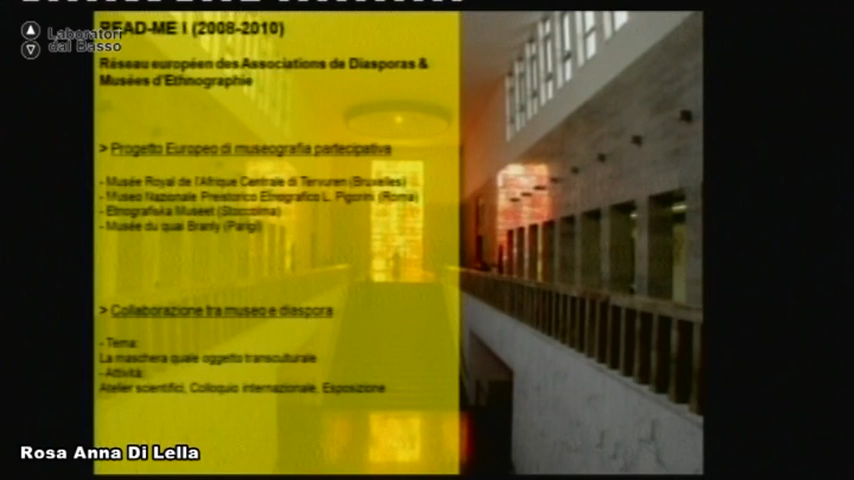 READ-ME I (2008-2010)
Laboratori
dal Basso
Réseau européen des Associations de Diasporas &
Musées d'Ethnographie
> Progetto Europeo di museografia partecipativa
- Musée Royal de l'Afrique Centrale di Tervuren (Bruxelles)
- Museo Nazionale Preistorico Etnografico L. Pigorini (Roma)
- Etnografiska Museet (Stoccolma)
- Musée du quai Branly (Parigi)
> Collaborazione tra museo e diaspora
- Tema:
La maschera quale oggetto transculturale
- Attività:
Atelier scientifici, Colloquio internazionale, Esposizione
Rosa Anna Di Lella